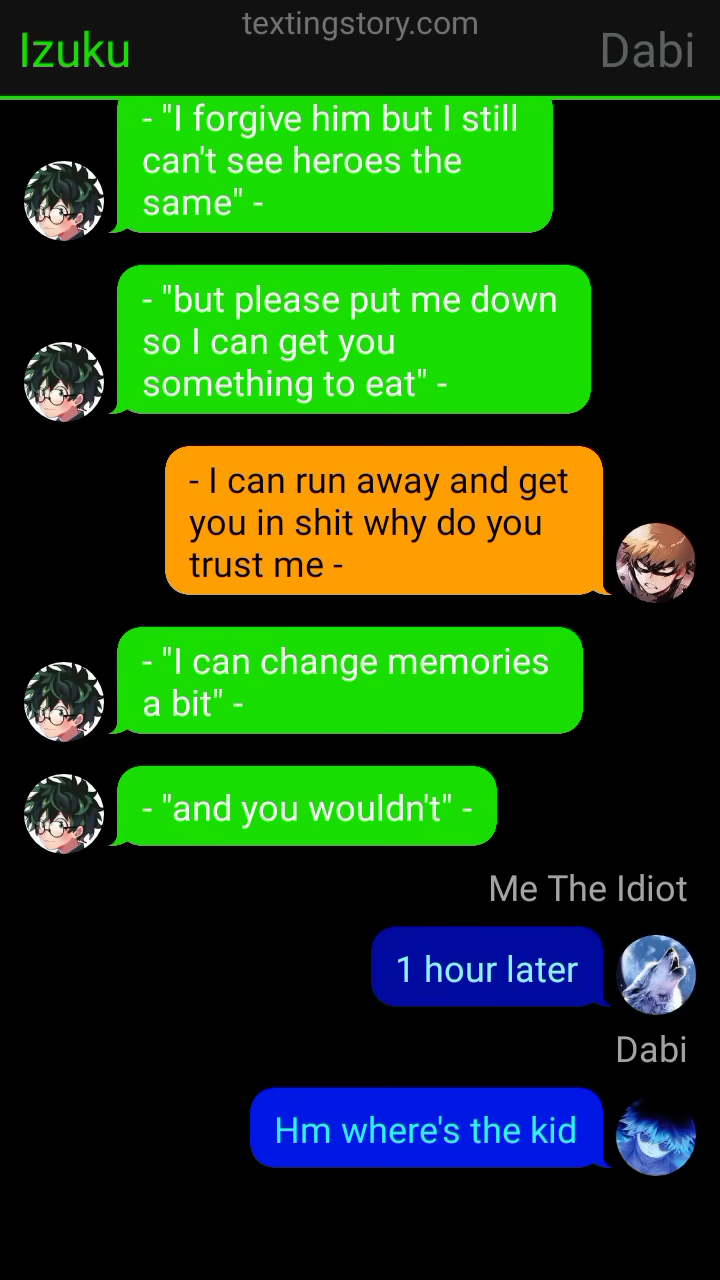 textingstory.com
Izuku
Dabi
- "I forgive him but I still
can't see heroes the
same" -
- "but please put me down
so I can get you
something to eat" -
- I can run away and get
you in shit why do you
trust me -
- "I can change memories
a bit" -
- "and you wouldn't" -
Me The Idiot
1 hour later
Dabi
Hm where's the kid